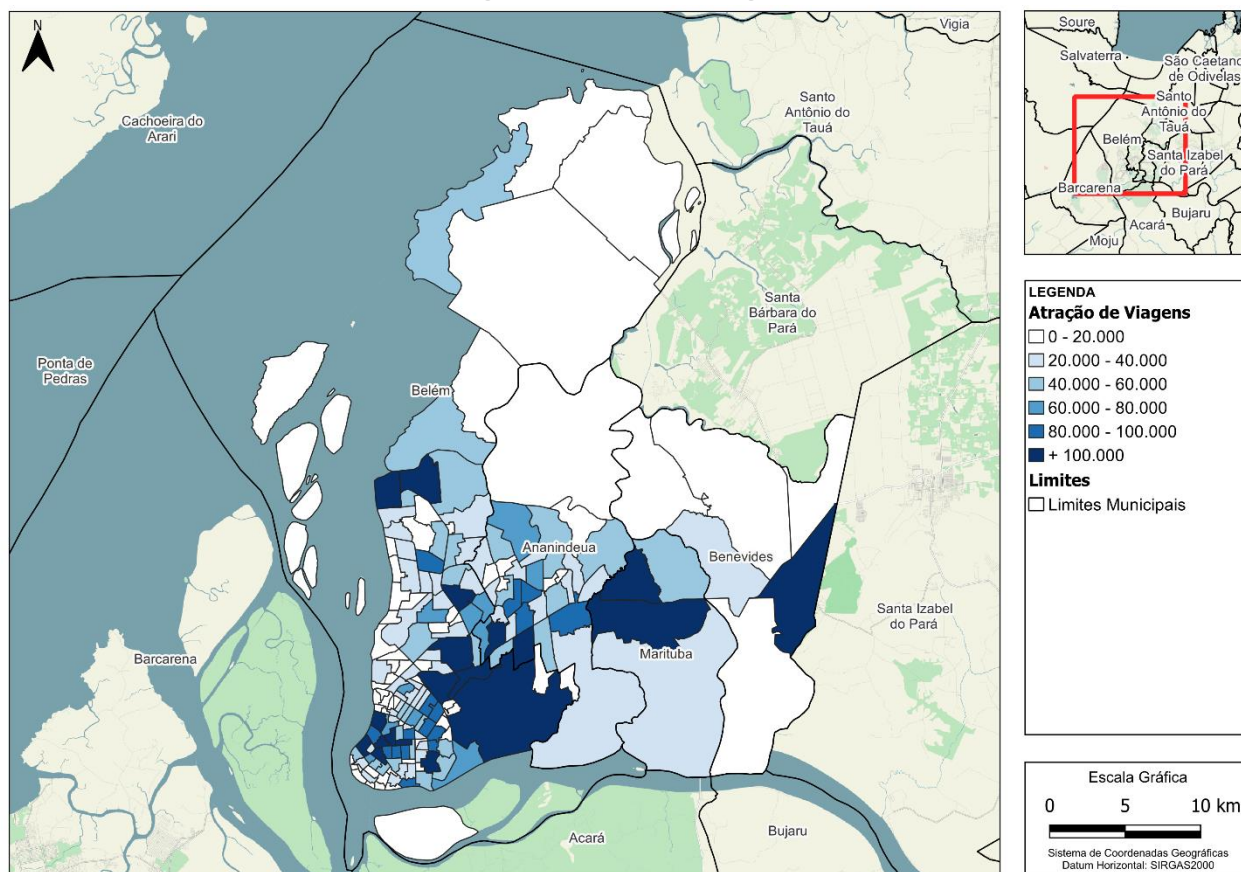 N
Vigia
Cachoeira do
Arari
Santo
Antônio do
Tauá
Santa
Bárbara do
Pará
Ponta de
Pedras
Belém
Ananindeua
Benevides
Santa Izabel
do Pará
Barcarena
Marituba
Acará
Bujaru
Soure
Salvaterra
São Caetano
de Odivelas
Santo
Antônio do
Tauá
Belém
Santa Izabel
do Pará
Barcarena
Bujaru
Acará
Moju
LEGENDA
Atração de Viagens
0 - 20.000
20.000 - 40.000
40.000 - 60.000
60.000 - 80.000
80.000 - 100.000
+ 100.000
Limites
Limites Municipais
Escala Gráfica
0 5 10 km
Sistema de Coordenadas Geográficas
Datum Horizontal: SIRGAS2000